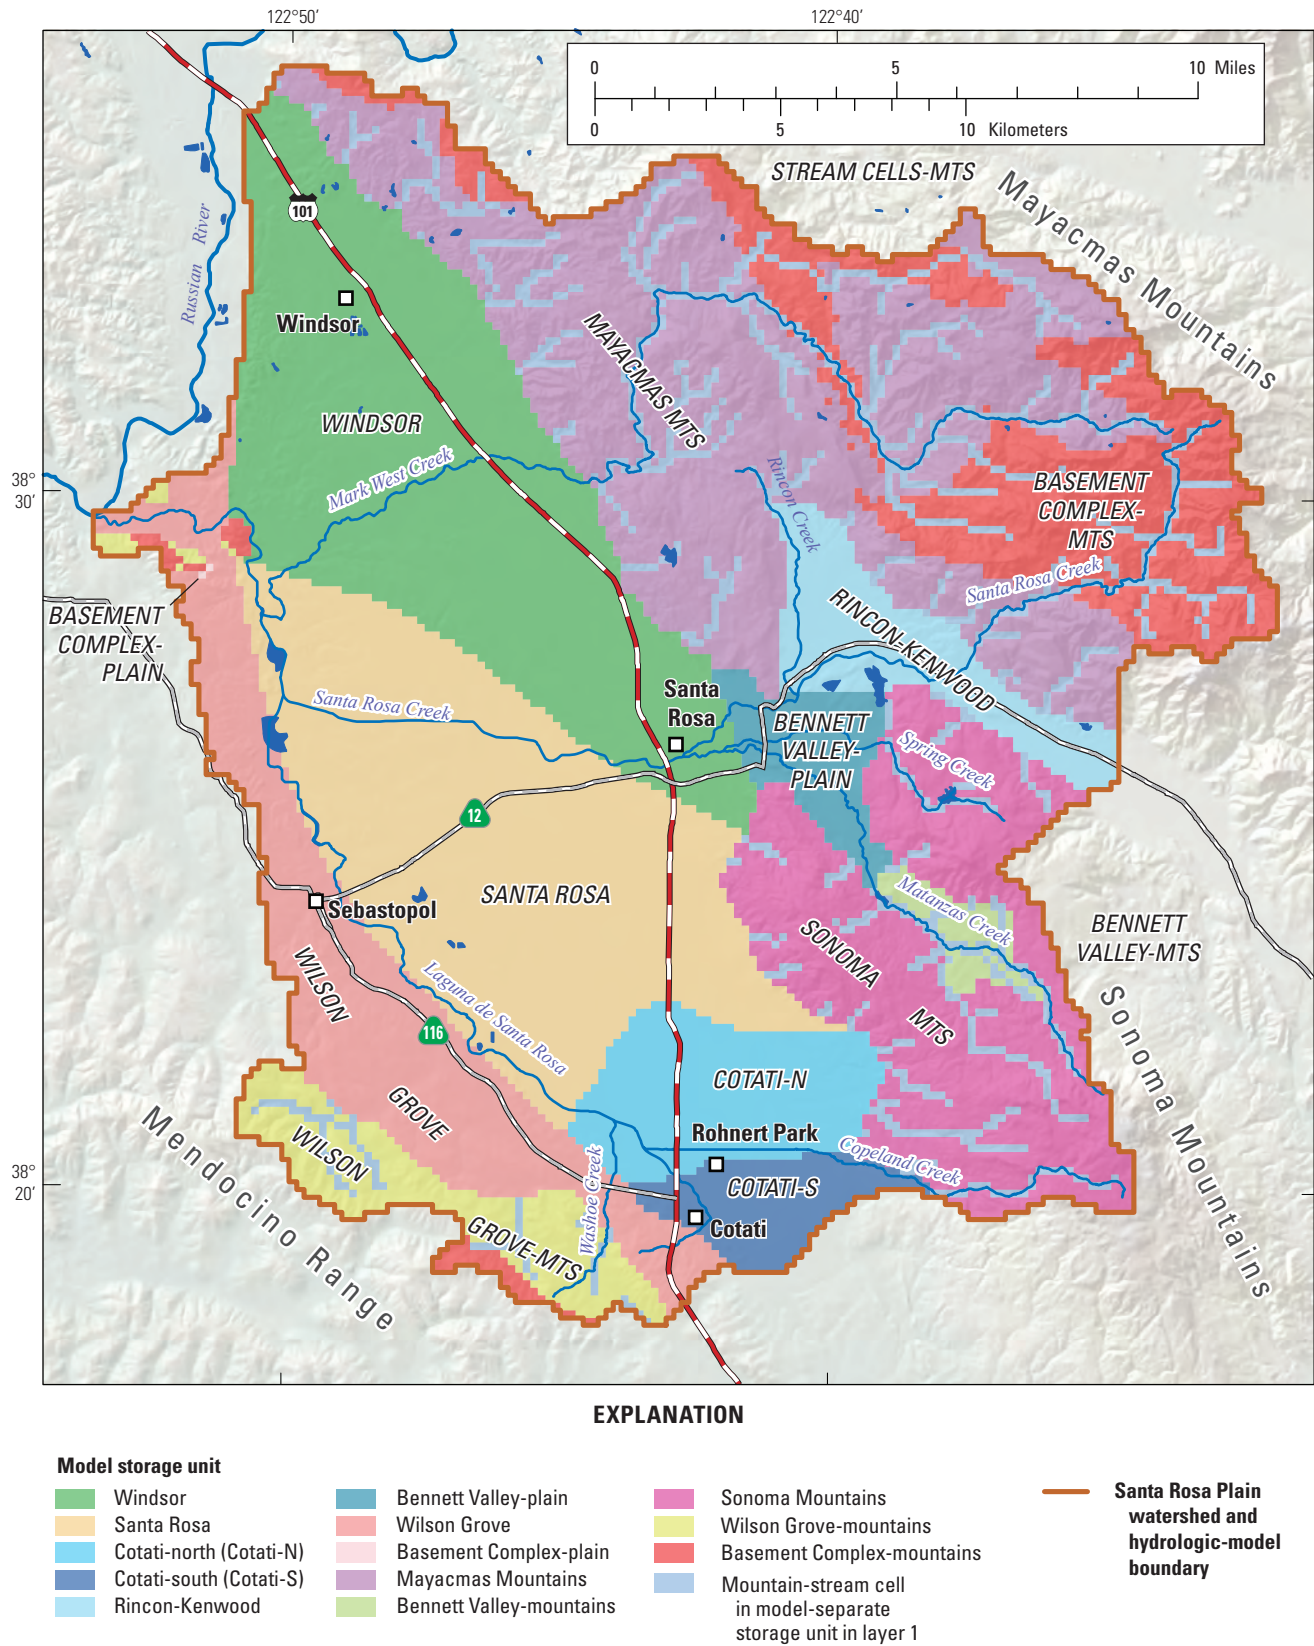 122°50′
122°40′
0
5
10 Miles
0
5
10 Kilometers
STREAM CELLS-MTS
Mayacmas Mountains
101
Russian River
Windsor
MAYACMAS MTS
WINDSOR
Mark West Creek
Rincon Creek
38°
30′
BASEMENT
COMPLEX-
MTS
Santa Rosa Creek
RINCON-KENWOOD
BASEMENT
COMPLEX-
PLAIN
Santa Rosa Creek
Santa
Rosa
BENNETT
VALLEY-
PLAIN
Spring Creek
12
SANTA ROSA
Sebastopol
Matanzas Creek
BENNETT
VALLEY-MTS
SONOMA
MTS
WILSON
GROVE
Laguna de Santa Rosa
116
Sonoma Mountains
COTATI-N
Rohnert Park
Copeland Creek
Mendocino Range
WILSON
GROVE-MTS
Washoe Creek
38°
20′
COTATI-S
Cotati
EXPLANATION
Model storage unit
Windsor
Santa Rosa
Cotati-north (Cotati-N)
Cotati-south (Cotati-S)
Rincon-Kenwood
Bennett Valley-plain
Wilson Grove
Basement Complex-plain
Mayacmas Mountains
Bennett Valley-mountains
Sonoma Mountains
Wilson Grove-mountains
Basement Complex-mountains
Mountain-stream cell
in model-separate
storage unit in layer 1
Santa Rosa Plain
watershed and
hydrologic-model
boundary